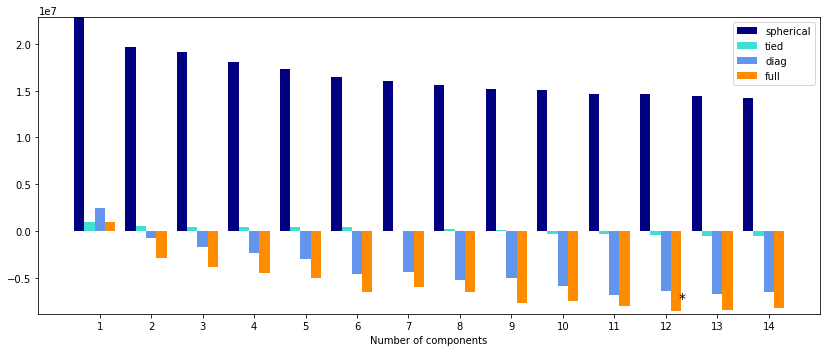 1e7
2.0
1.5
1.0
0.5
0.0
−0.5
spherical
tied
diag
full
*
1 2 3 4 5 6 7 8 9 10 11 12 13 14
Number of components